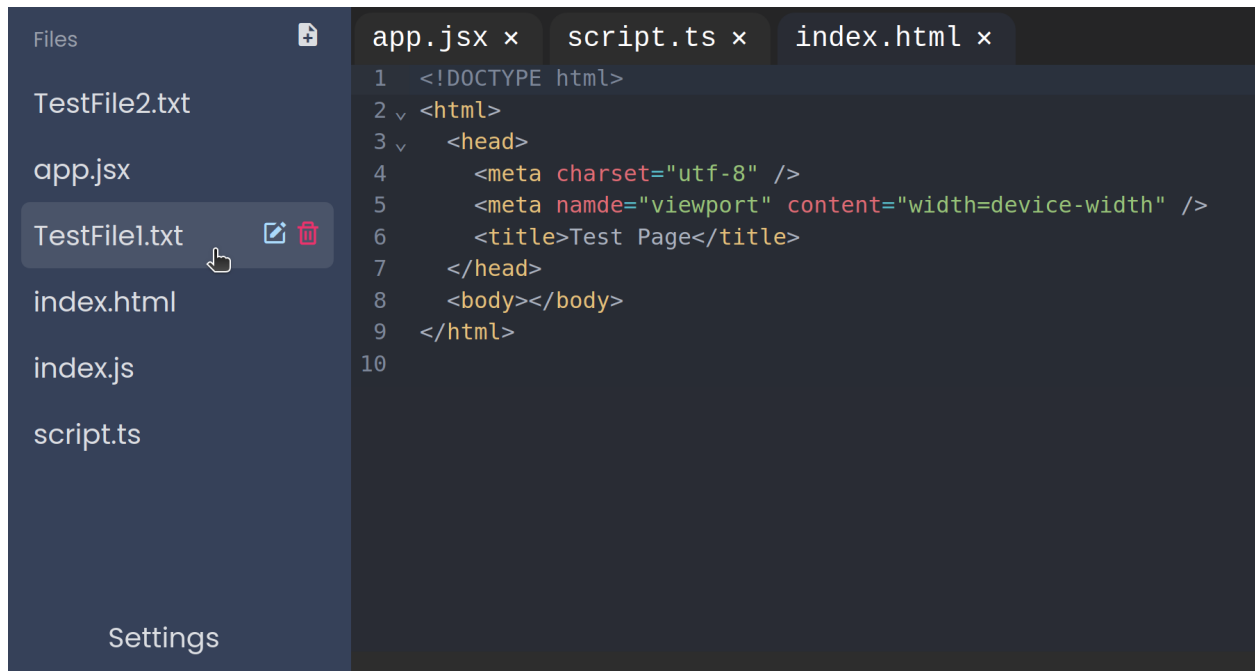 Files
TestFile2.txt
app.jsx
TestFile1.txt
index.html
index.js
script.ts
Settings
app.jsx × script.ts × index.html ×
1 <!DOCTYPE html>
2 <html>
3   <head>
4     <meta charset="utf-8" />
5     <meta namde="viewport" content="width=device-width" />
6     <title>Test Page</title>
7   </head>
8   <body></body>
9 </html>
10